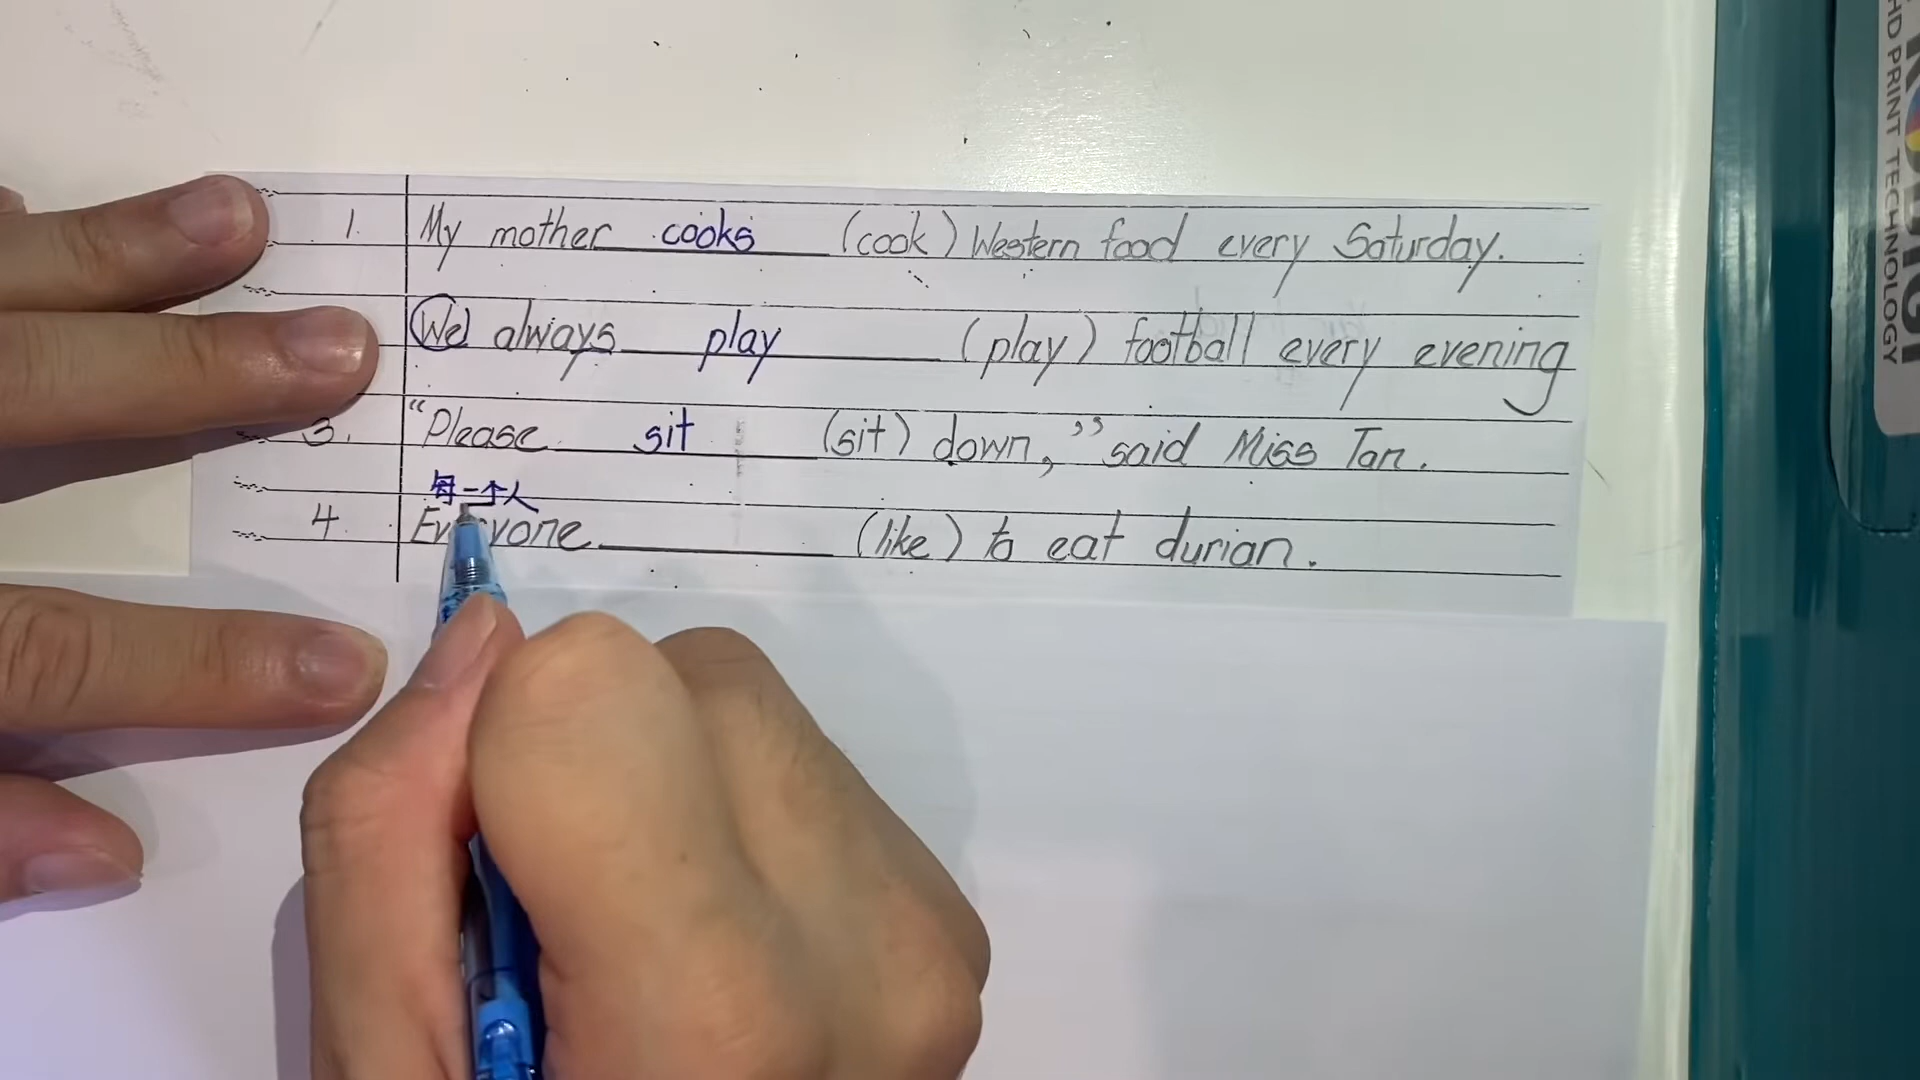 1. My mother cooks (cook) Western food every Saturday.
We always play (play) football every evening
3. "Please sit (sit) down," said Miss Tan.
每一个人
4. Everyone (like) to eat durian.
HD PRINT TECHNOLOGY